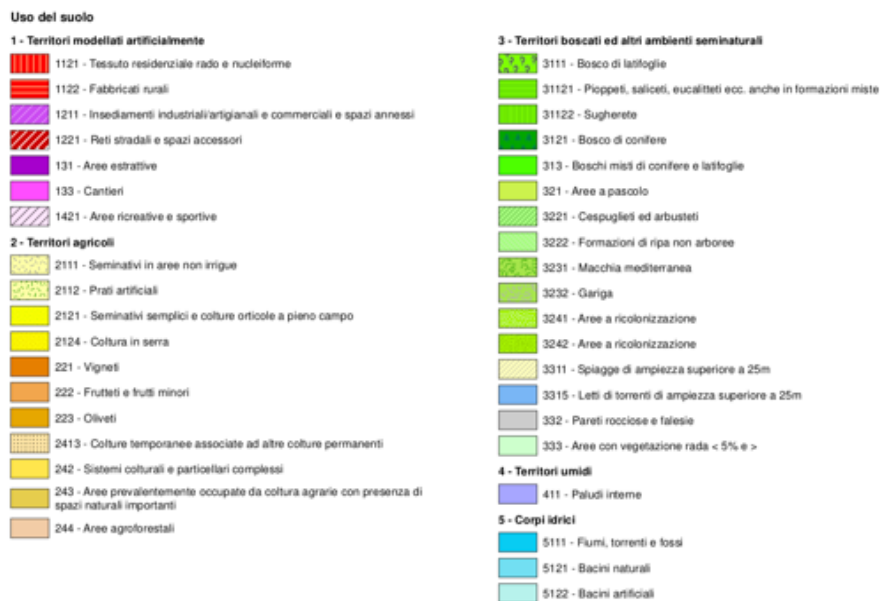 Uso del suolo
1 - Territori modellati artificialmente
1121 - Tessuto residenziale rado e nucleiforme
1122 - Fabbricati rurali
1211 - Insediamenti industriali/artigianali e commerciali e spazi annessi
1221 - Reti stradali e spazi accessori
131 - Aree estrattive
133 - Cantieri
1421 - Aree ricreative e sportive
2 - Territori agricoli
2111 - Seminativi in aree non irrigue
2112 - Prati artificiali
2121 - Seminativi semplici e colture orticole a pieno campo
2124 - Coltura in serra
221 - Vigneti
222 - Frutteti e frutti minori
223 - Oliveti
2413 - Colture temporanee associate ad altre colture permanenti
242 - Sistemi colturali e particellari complessi
243 - Aree prevalentemente occupate da coltura agrarie con presenza di
spazi naturali importanti
244 - Aree agroforestali
3 - Territori boscati ed altri ambienti seminaturali
3111 - Bosco di latifoglie
31121 - Pioppeti, saliceti, eucalitteti ecc. anche in formazioni miste
31122 - Sugherete
3121 - Bosco di conifere
313 - Boschi misti di conifere e latifoglie
321 - Aree a pascolo
3221 - Cespuglieti ed arbusteti
3222 - Formazioni di ripa non arboree
3231 - Macchia mediterranea
3232 - Gariga
3241 - Aree a ricolonizzazione
3242 - Aree a ricolonizzazione
3311 - Spiagge di ampiezza superiore a 25m
3315 - Letti di torrenti di ampiezza superiore a 25m
332 - Pareti rocciose e falesie
333 - Aree con vegetazione rada < 5% e >
4 - Territori umidi
411 - Paludi interne
5 - Corpi idrici
5111 - Fiumi, torrenti e fossi
5121 - Bacini naturali
5122 - Bacini artificiali